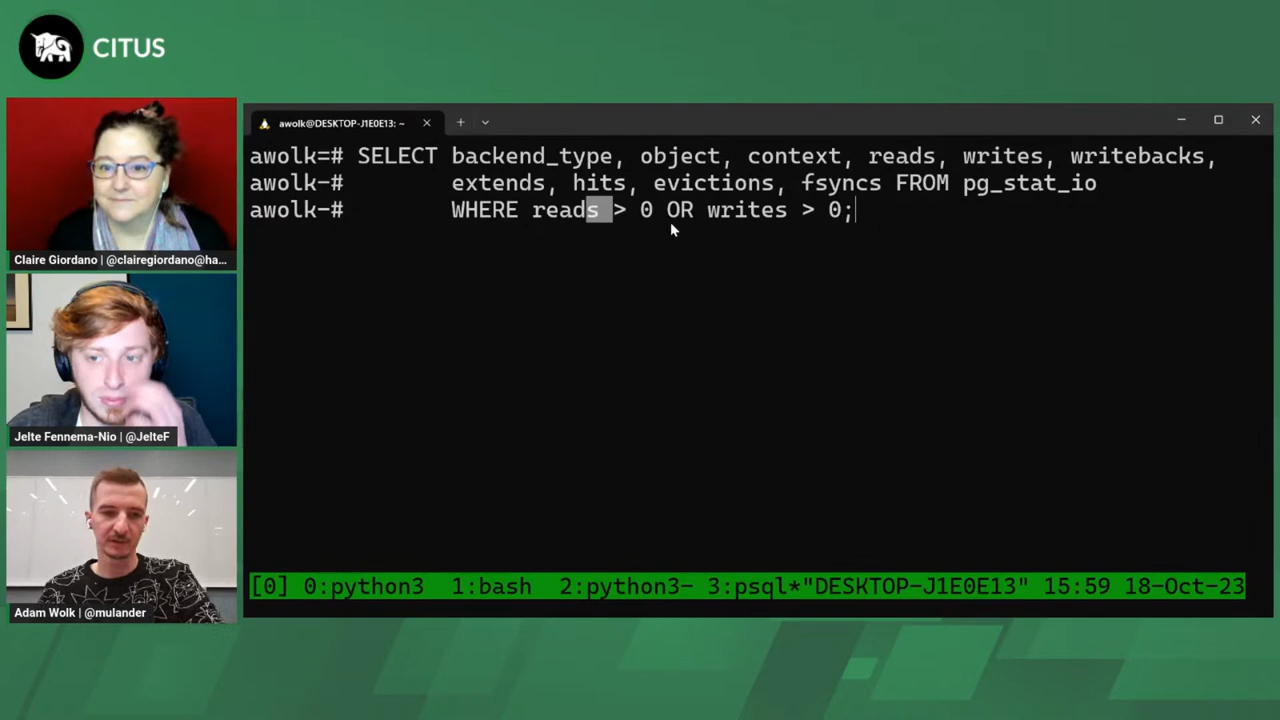 CITUS
awolk@DESKTOP-J1E0E13: ~
awolk=# SELECT backend_type, object, context, reads, writes, writebacks,
awolk-# extends, hits, evictions, fsyncs FROM pg_stat_io
awolk-# WHERE reads > 0 OR writes > 0;
Claire Giordano | @clairegiordano@ha...
Jelte Fennema-Nio | @JelteF
Adam Wolk | @mulander
[0] 0:python3 1:bash 2:python3- 3:psql*"DESKTOP-J1E0E13" 15:59 18-Oct-23